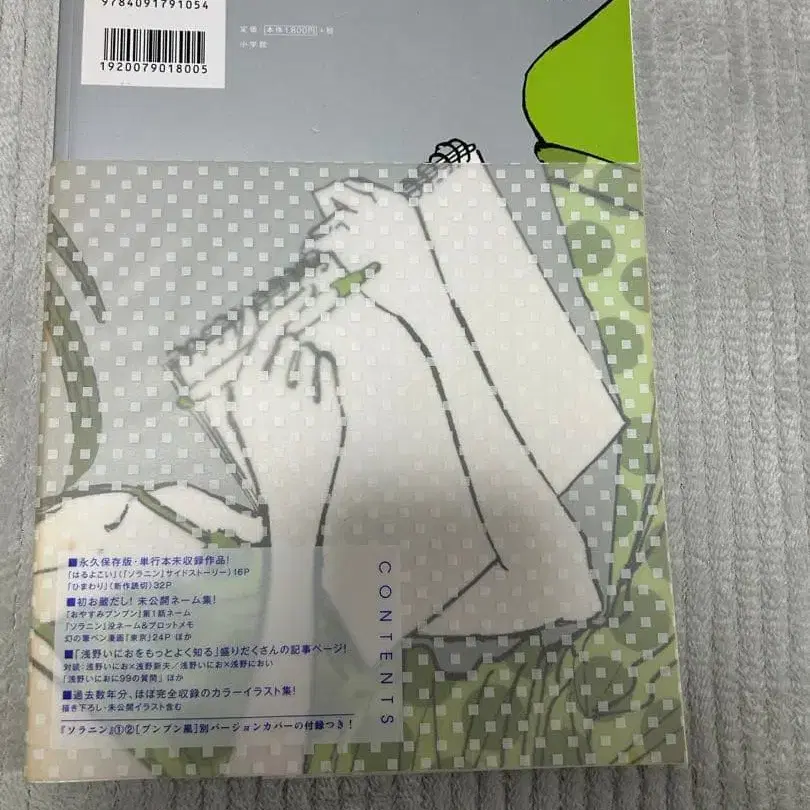 9784091791054
1920079018005
定価 本体1,800円 +税
小学館
■永久保存版・単行本未収録作品!
「はるよこい」(「ソラニン」サイドストーリー)16P
「ひまわり」(新作読切)32P
■初お蔵だし! 未公開ネーム集!
「おやすみプンプン」第1話ネーム
「ソラニン」没ネーム&プロットメモ
幻の筆ペン漫画「東京」24P ほか
■「浅野いにおをもっとよく知る」盛りだくさんの記事ページ!
対談:浅野いにお×浅野新夫/浅野いにお×浅野におい
「浅野いにおに99の質問」 ほか
■過去数年分、ほぼ完全収録のカラーイラスト集!
描き下ろし・未公開イラスト含む
『ソラニン』①②[プンプン風]別バージョンカバーの付録つき!
CONTENTS